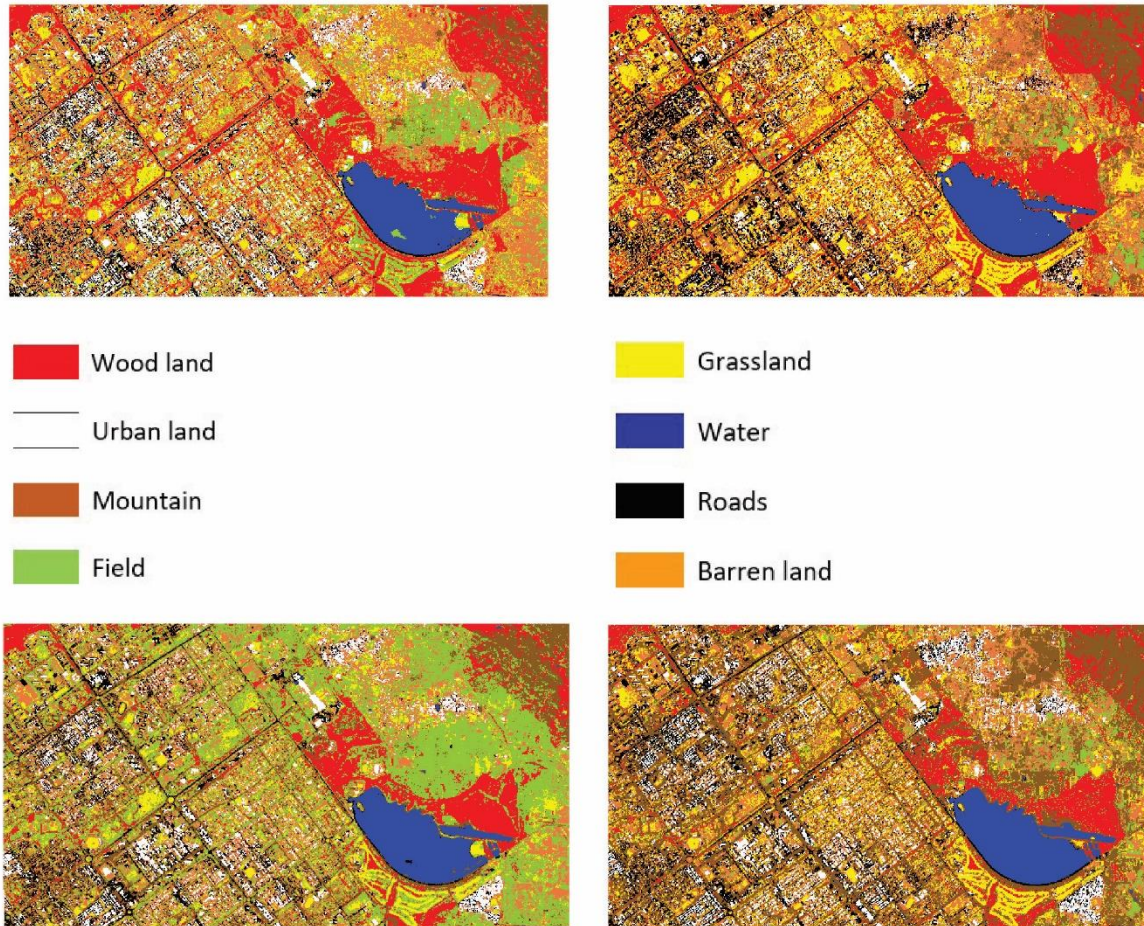 Wood land
Urban land
Mountain
Field
Grassland
Water
Roads
Barren land